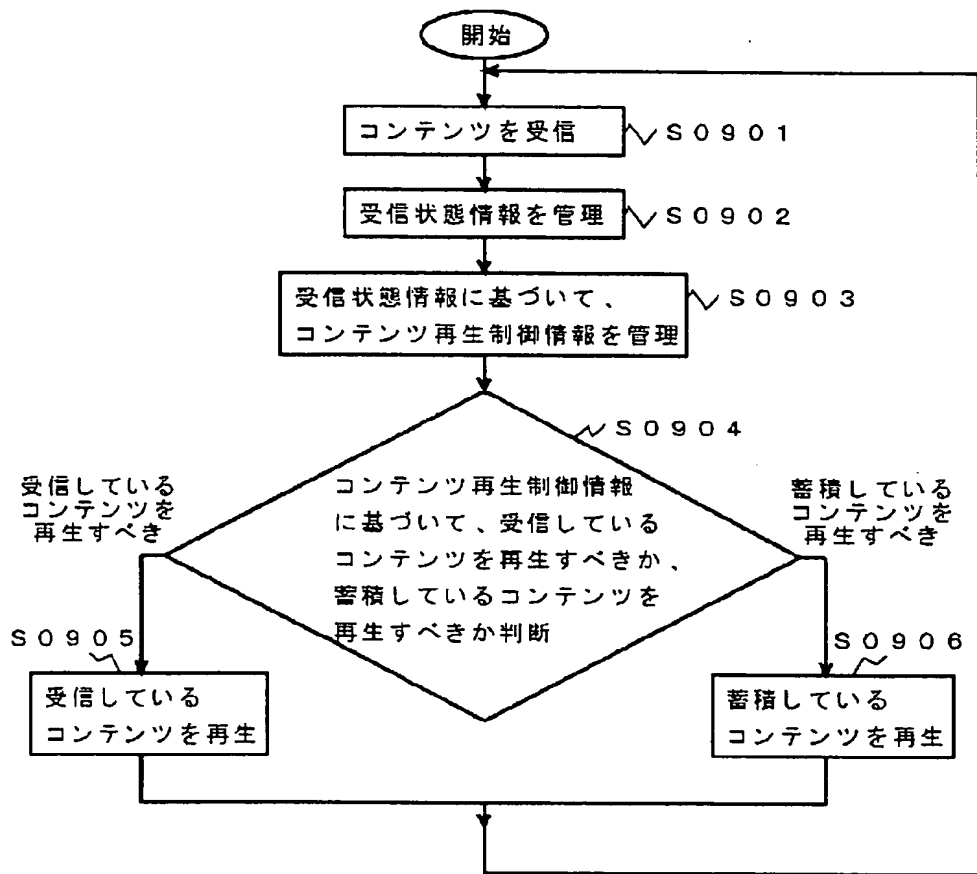 開始
コンテンツを受信
S0901
受信状態情報を管理
S0902
受信状態情報に基づいて、
コンテンツ再生制御情報を管理
S0903
S0904
コンテンツ再生制御情報
に基づいて、受信している
コンテンツを再生すべきか、
蓄積しているコンテンツを
再生すべきか判断
受信している
コンテンツを
再生すべき
蓄積している
コンテンツを
再生すべき
S0905
受信している
コンテンツを再生
S0906
蓄積している
コンテンツを再生